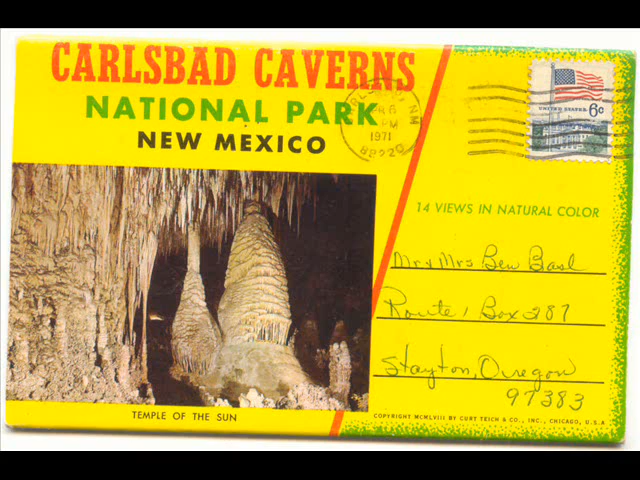 CARLSBAD CAVERNS
NATIONAL PARK
NEW MEXICO
1971
PM
88220
UNITED STATES
6c
14 VIEWS IN NATURAL COLOR
Mr & Mrs Ben Basl
Route 1 Box 287
Stayton, Oregon
97383
TEMPLE OF THE SUN
COPYRIGHT MCMLVIII BY CURT TEICH & CO., INC., CHICAGO, U.S.A